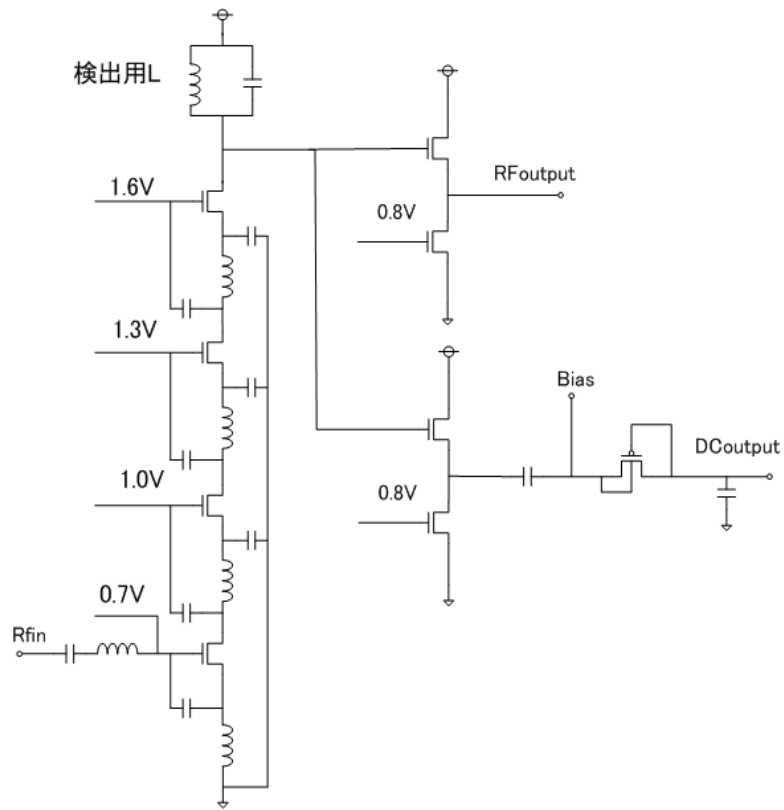 検出用L
1.6V
RFoutput
0.8V
1.3V
Bias
DCoutput
1.0V
0.8V
0.7V
Rfin